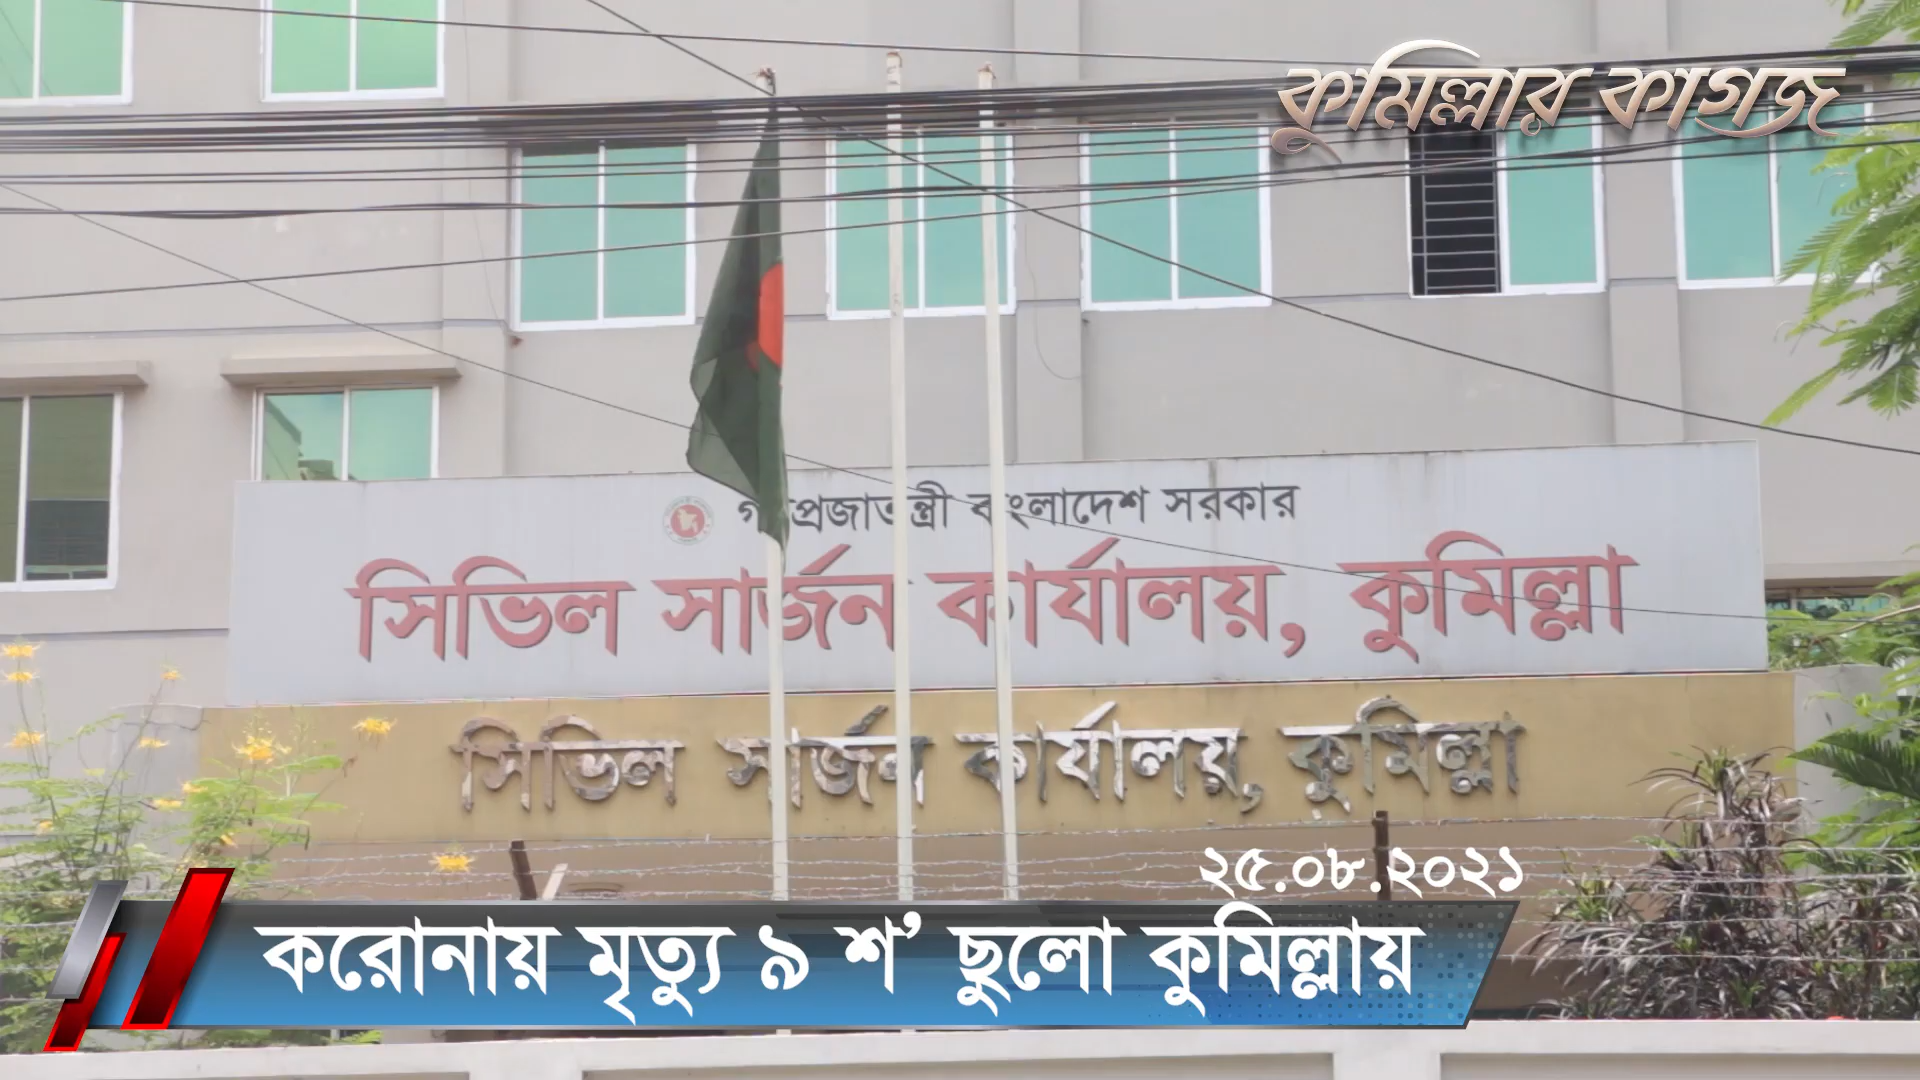 কুমিল্লার কাগজ
গণপ্রজাতন্ত্রী বাংলাদেশ সরকার
সিভিল সার্জন কার্যালয়, কুমিল্লা
সিভিল সার্জন কার্যালয়, কুমিল্লা
২৫.০৮.২০২১
করোনায় মৃত্যু ৯ শ’ ছুলো কুমিল্লায়